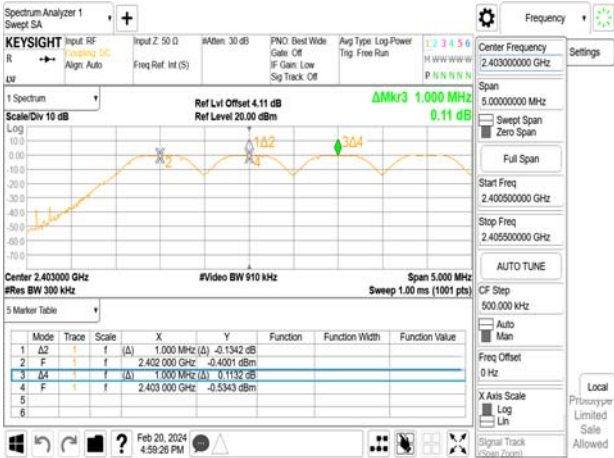 Spectrum Analyzer 1
Swept SA
KEYSIGHT
R
Input: RF
Coupling: DC
Align: Auto
Input Z: 50 Ω
Freq Ref: Int (S)
#Atten: 30 dB
PNO: Best Wide
Gate: Off
IF Gain: Low
Sig Track: Off
Avg Type: Log-Power
Trig: Free Run
1 2 3 4 5 6
M W W W W W
P N N N N N
1 Spectrum
Scale/Div 10 dB
Ref Lvl Offset 4.11 dB
Ref Level 20.00 dBm
ΔMkr3 1.000 MHz
0.11 dB
Log
10.0
0.00
-10.0
-20.0
-30.0
-40.0
-50.0
-60.0
-70.0
2
1Δ2
4
3Δ4
Center 2.403000 GHz
#Res BW 300 kHz
#Video BW 910 kHz
Span 5.000 MHz
Sweep 1.00 ms (1001 pts)
5 Marker Table
Mode Trace Scale X Y Function Function Width Function Value
1 Δ2 1 f (Δ) 1.000 MHz (Δ) -0.1342 dB
2 F 1 f 2.402 000 GHz -0.4001 dBm
3 Δ4 1 f (Δ) 1.000 MHz (Δ) 0.1132 dB
4 F 1 f 2.403 000 GHz -0.5343 dBm
5
6
Feb 20, 2024
4:59:26 PM
Frequency
Settings
Center Frequency
2.403000000 GHz
Span
5.00000000 MHz
Swept Span
Zero Span
Full Span
Start Freq
2.400500000 GHz
Stop Freq
2.405500000 GHz
AUTO TUNE
CF Step
500.000 kHz
Auto
Man
Freq Offset
0 Hz
X Axis Scale
Log
Lin
Signal Track
(Span Zoom)
Local
Prototype
Limited
Sale
Allowed